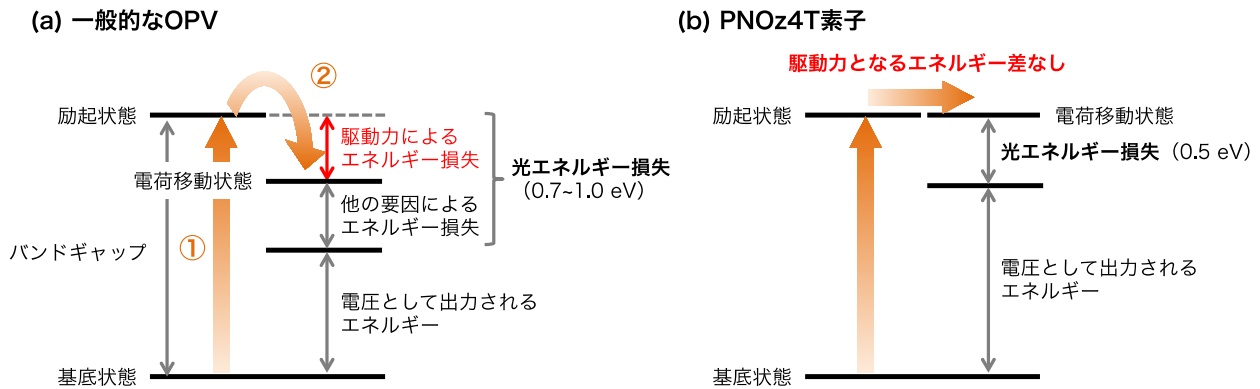 (a) 一般的なOPV
②
励起状態
駆動力による
エネルギー損失
電荷移動状態
光エネルギー損失
（0.7~1.0 eV）
他の要因による
エネルギー損失
バンドギャップ
①
電圧として出力される
エネルギー
基底状態
(b) PNOz4T素子
駆動力となるエネルギー差なし
励起状態
電荷移動状態
光エネルギー損失（0.5 eV）
電圧として出力される
エネルギー
基底状態